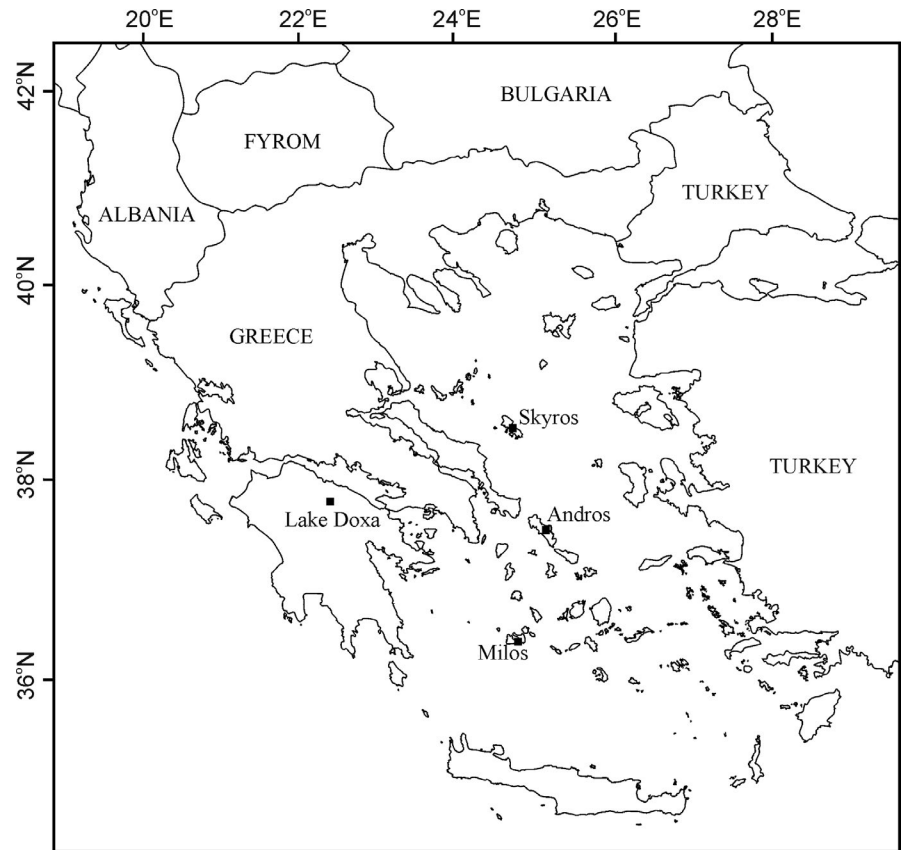 20°E 22°E 24°E 26°E 28°E
42°N
BULGARIA
FYROM
TURKEY
ALBANIA
40°N
GREECE
Skyros
38°N
TURKEY
Lake Doxa
Andros
Milos
36°N